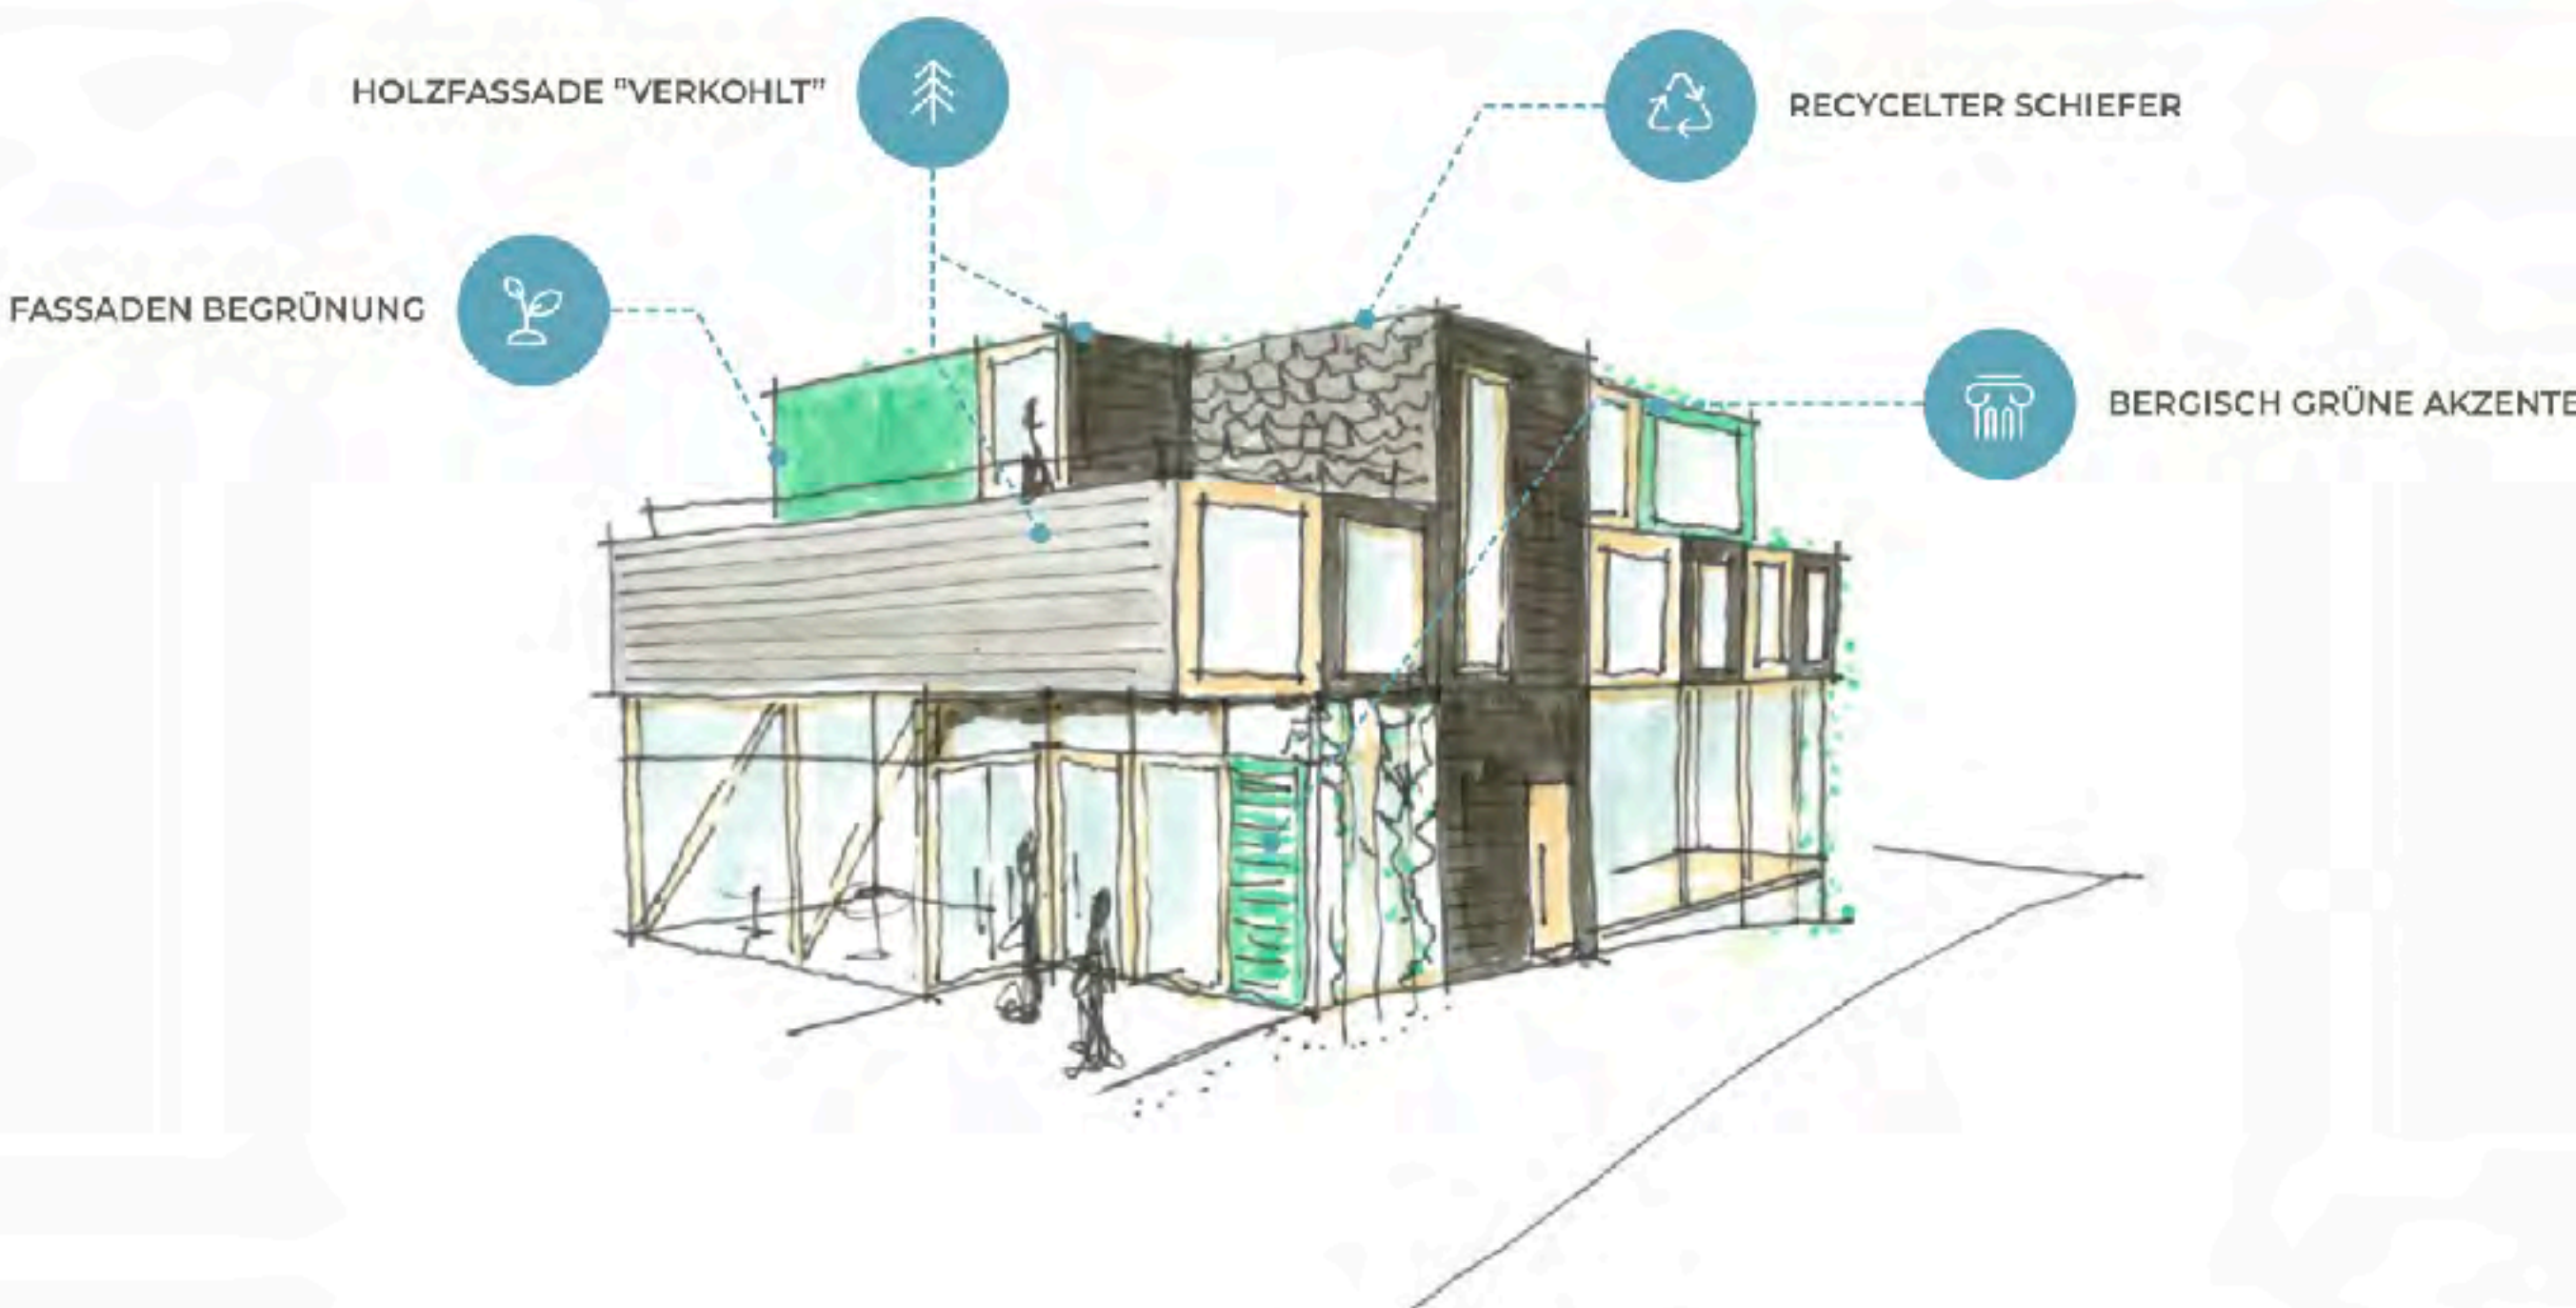 HOLZFASSADE "VERKOHLT"
RECYCELTER SCHIEFER
FASSADEN BEGRÜNUNG
BERGISCH GRÜNE AKZENTE